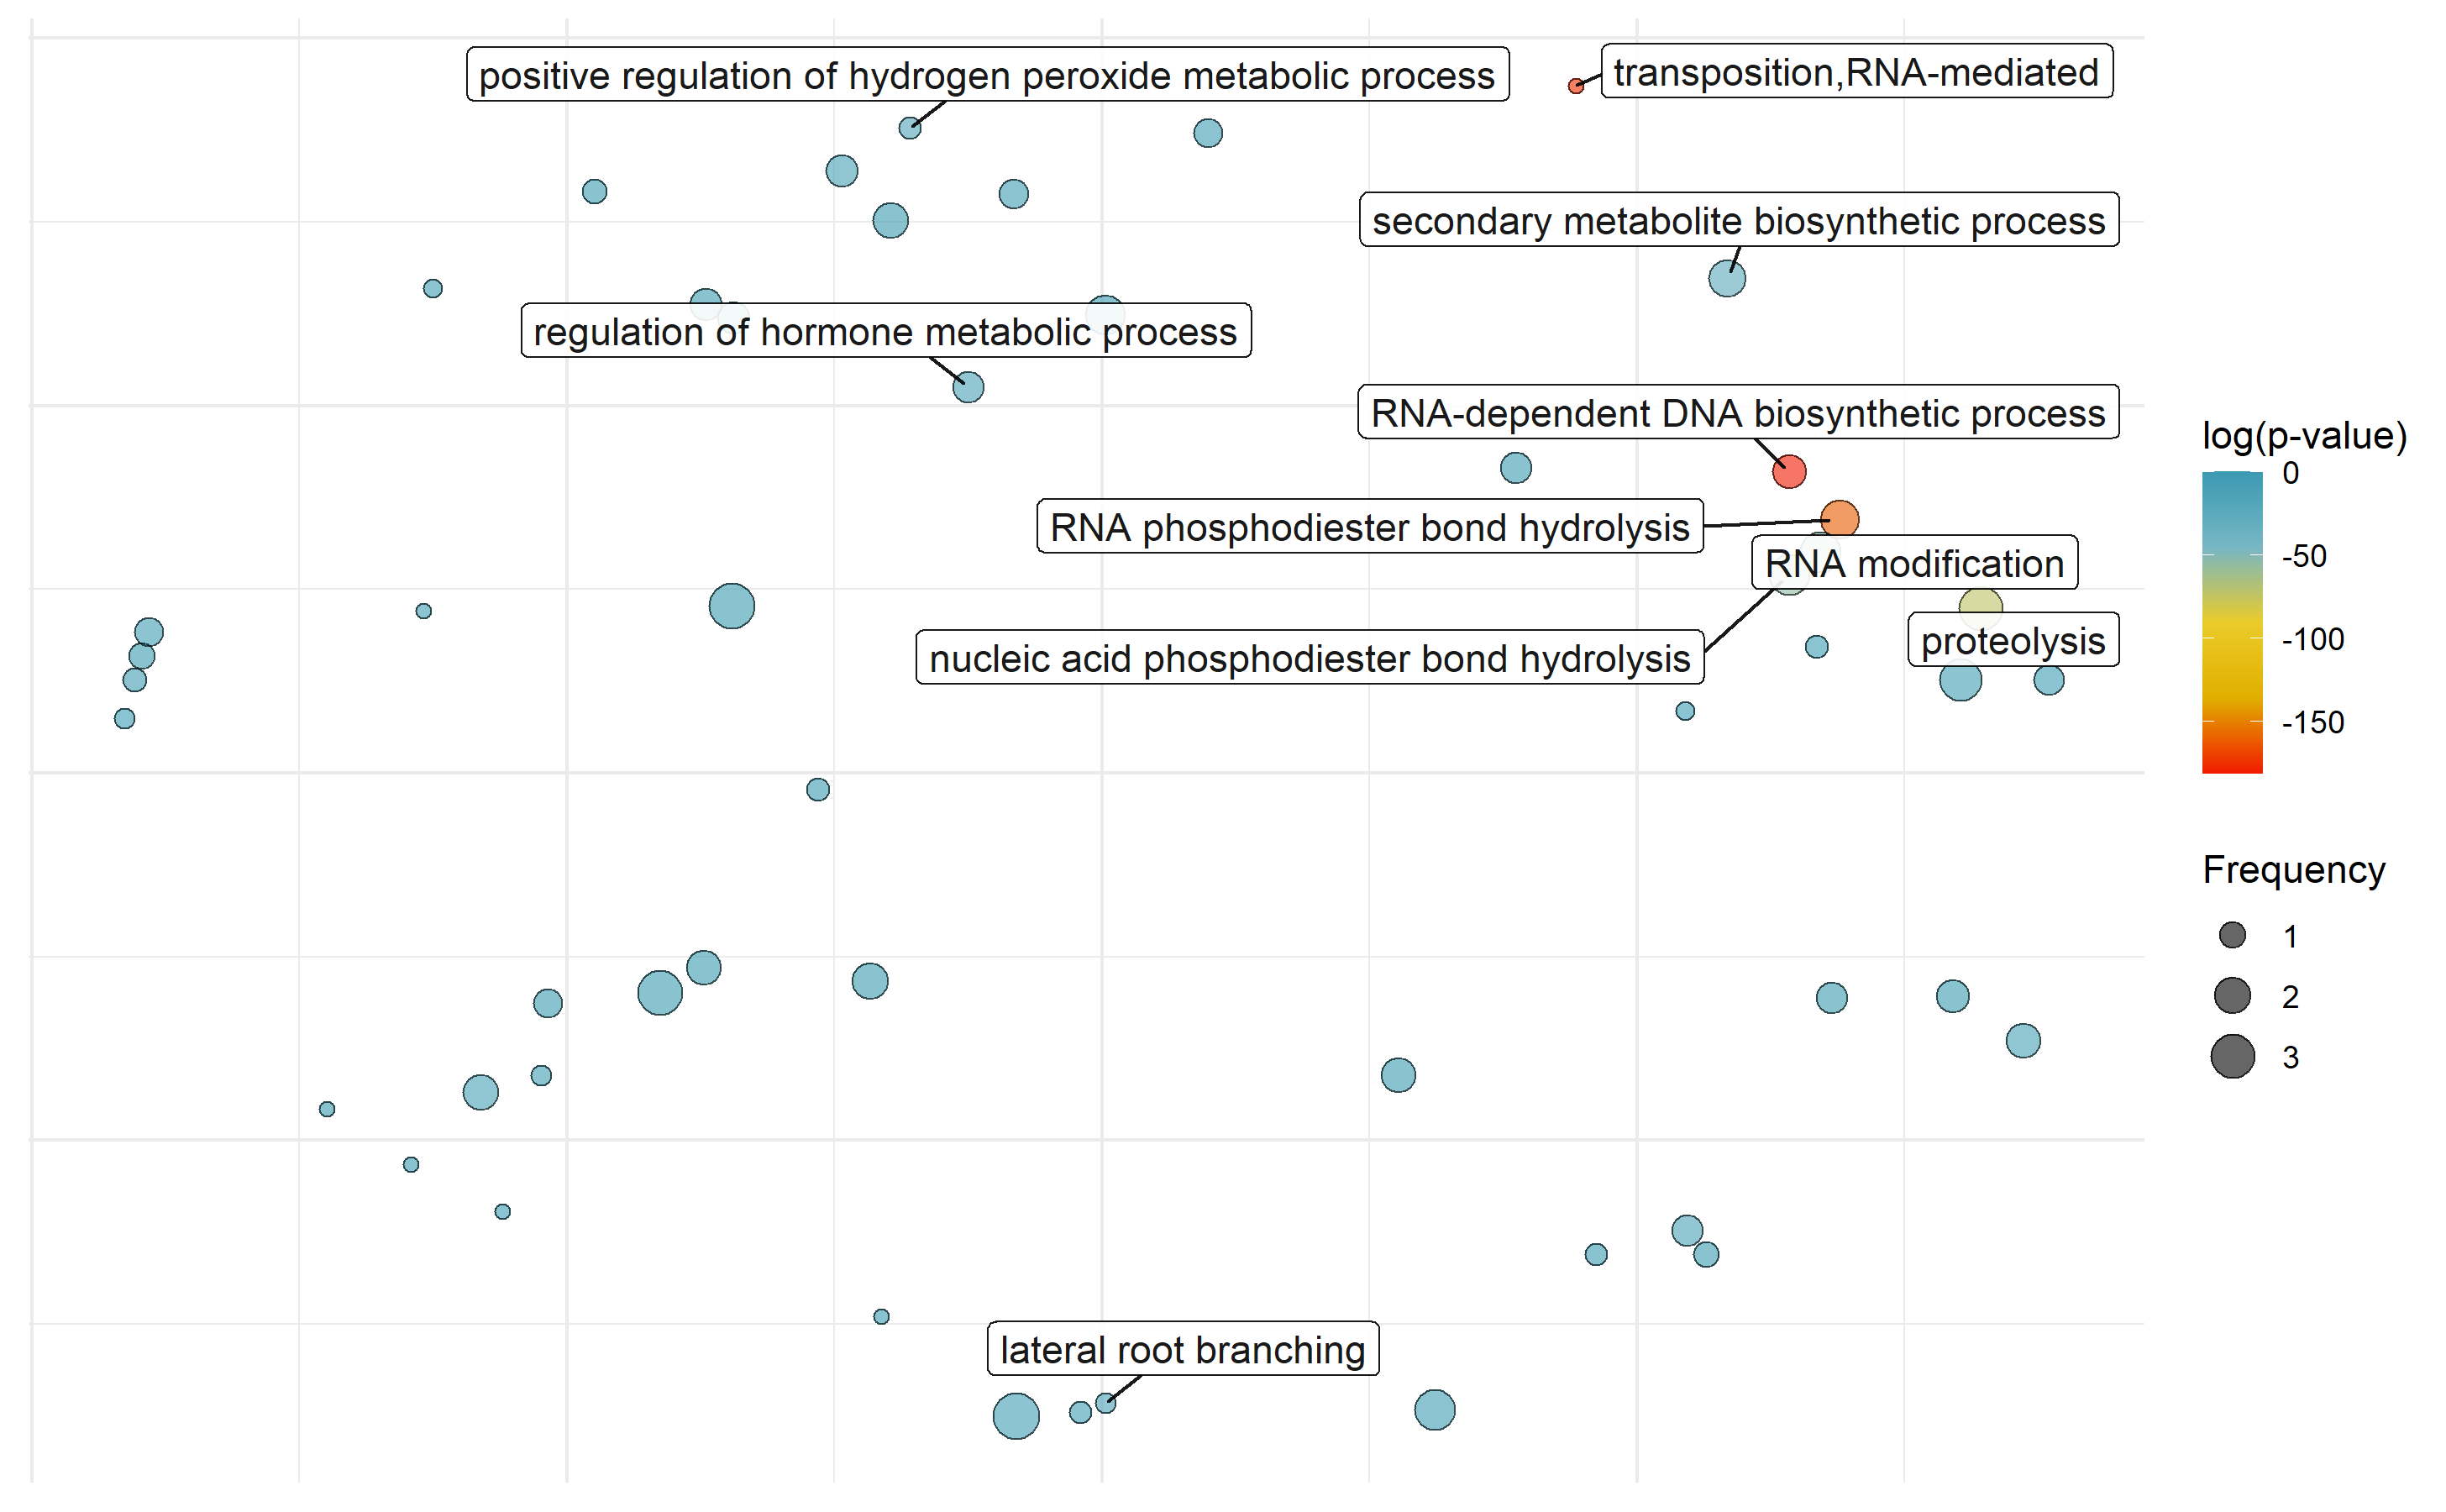 positive regulation of hydrogen peroxide metabolic process
transposition,RNA-mediated
secondary metabolite biosynthetic process
regulation of hormone metabolic process
RNA-dependent DNA biosynthetic process
RNA phosphodiester bond hydrolysis
RNA modification
proteolysis
nucleic acid phosphodiester bond hydrolysis
lateral root branching
log(p-value)
0
-50
-100
-150
Frequency
1
2
3